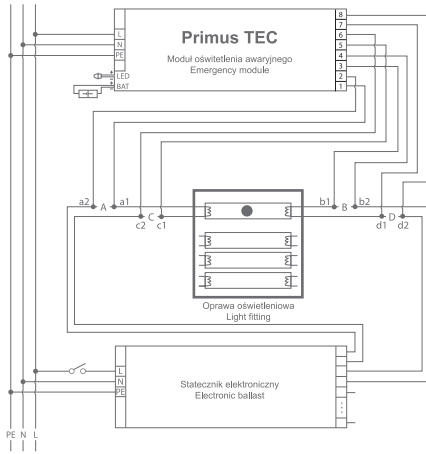 Primus TEC
Moduł oświtetlenia awaryjnego
Emergency module
L
N
PE
LED
BAT
+
-
+
-
8
7
6
5
4
3
2
1
a2 A a1
c2 C c1
b1 B b2
d1 D d2
Oprawa oświetleniowa
Light fitting
L
N
PE
Statecznik elektroniczny
Electronic ballast
PE N L